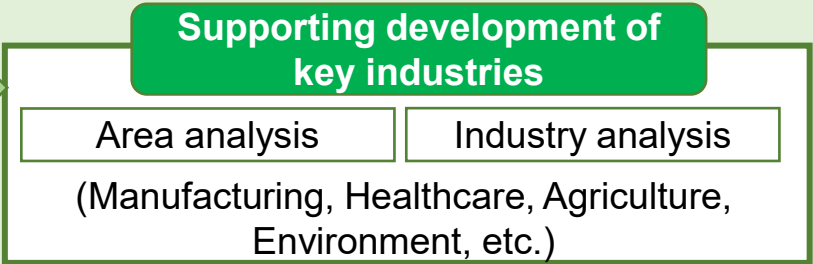 Supporting development of
key industries
Area analysis
Industry analysis
(Manufacturing, Healthcare, Agriculture,
Environment, etc.)